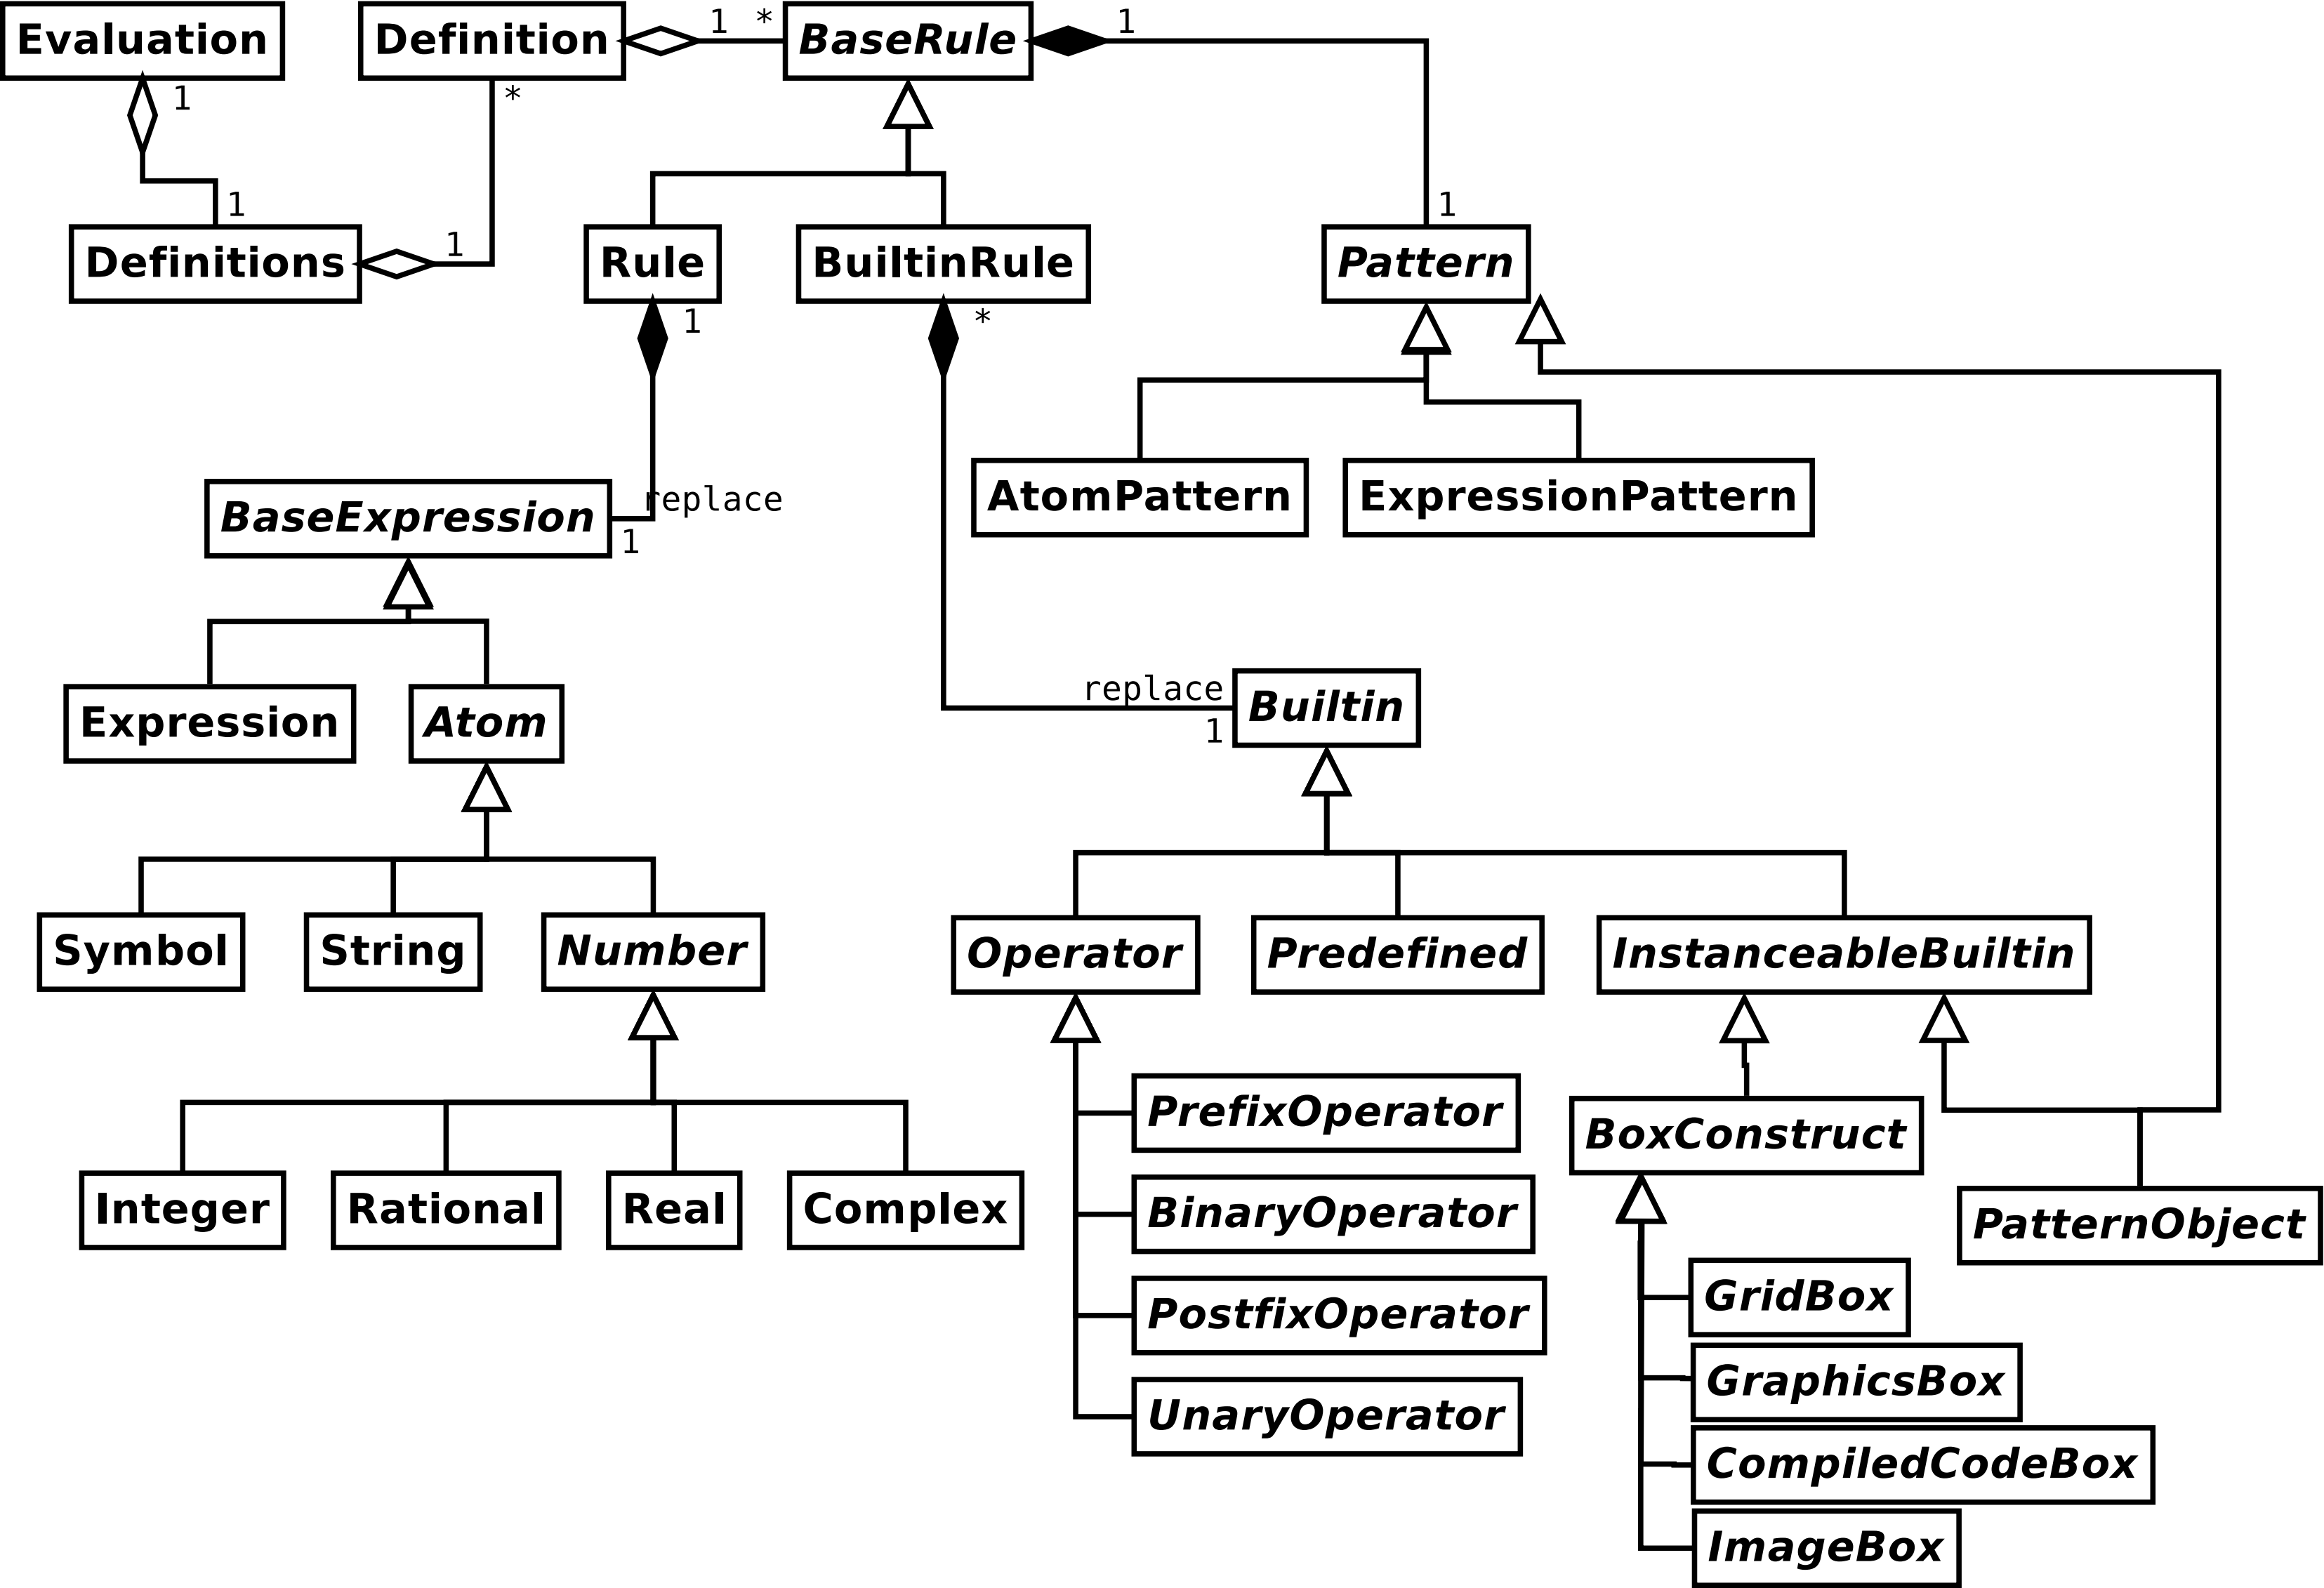 Evaluation
Definition
1
*
BaseRule
1
1
*
1
1
Definitions
1
Rule
BuiltinRule
Pattern
1
*
BaseExpression
replace
1
AtomPattern
ExpressionPattern
Expression
Atom
replace
1
Builtin
Symbol
String
Number
Operator
Predefined
InstanceableBuiltin
PrefixOperator
BoxConstruct
Integer
Rational
Real
Complex
BinaryOperator
PatternObject
PostfixOperator
GridBox
UnaryOperator
GraphicsBox
CompiledCodeBox
ImageBox